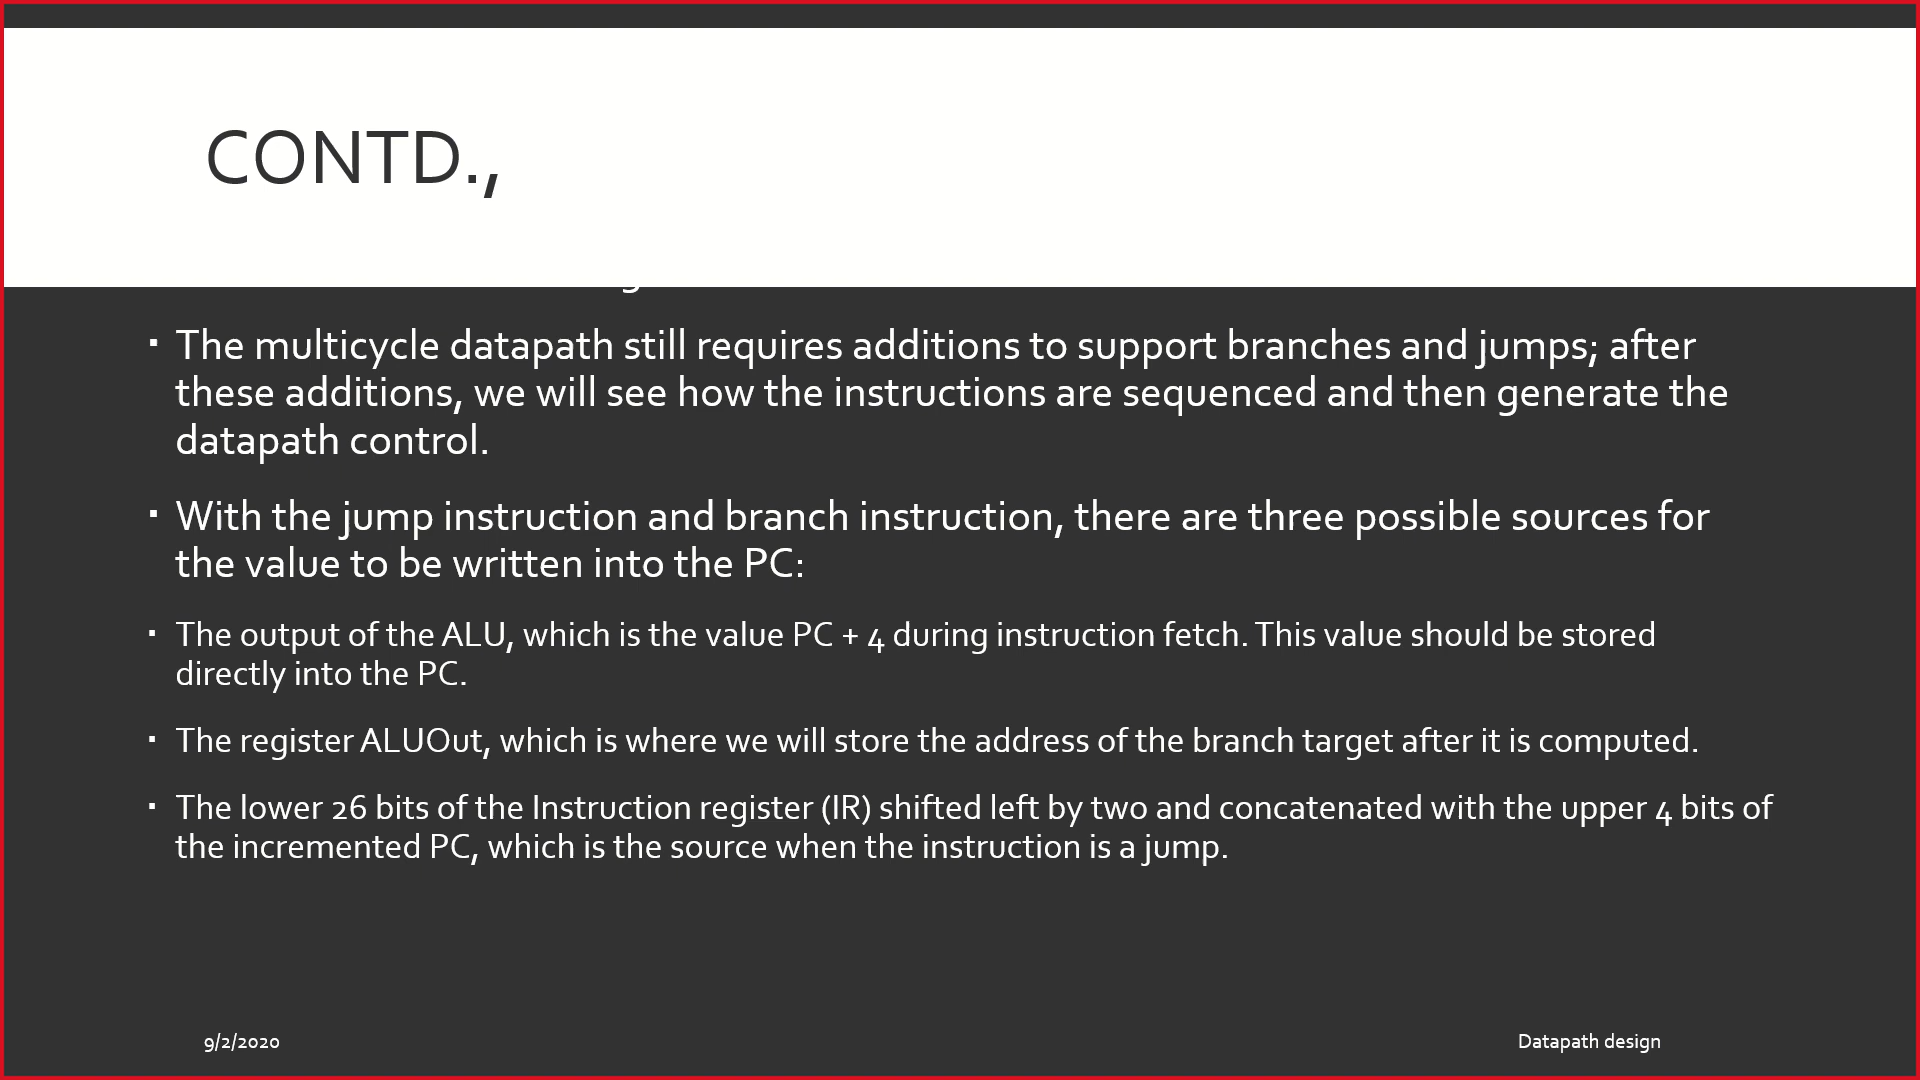 CONTD.,
▪ The multicycle datapath still requires additions to support branches and jumps; after
these additions, we will see how the instructions are sequenced and then generate the
datapath control.
▪ With the jump instruction and branch instruction, there are three possible sources for
the value to be written into the PC:
▪ The output of the ALU, which is the value PC + 4 during instruction fetch. This value should be stored
directly into the PC.
▪ The register ALUOut, which is where we will store the address of the branch target after it is computed.
▪ The lower 26 bits of the Instruction register (IR) shifted left by two and concatenated with the upper 4 bits of
the incremented PC, which is the source when the instruction is a jump.
9/2/2020
Datapath design